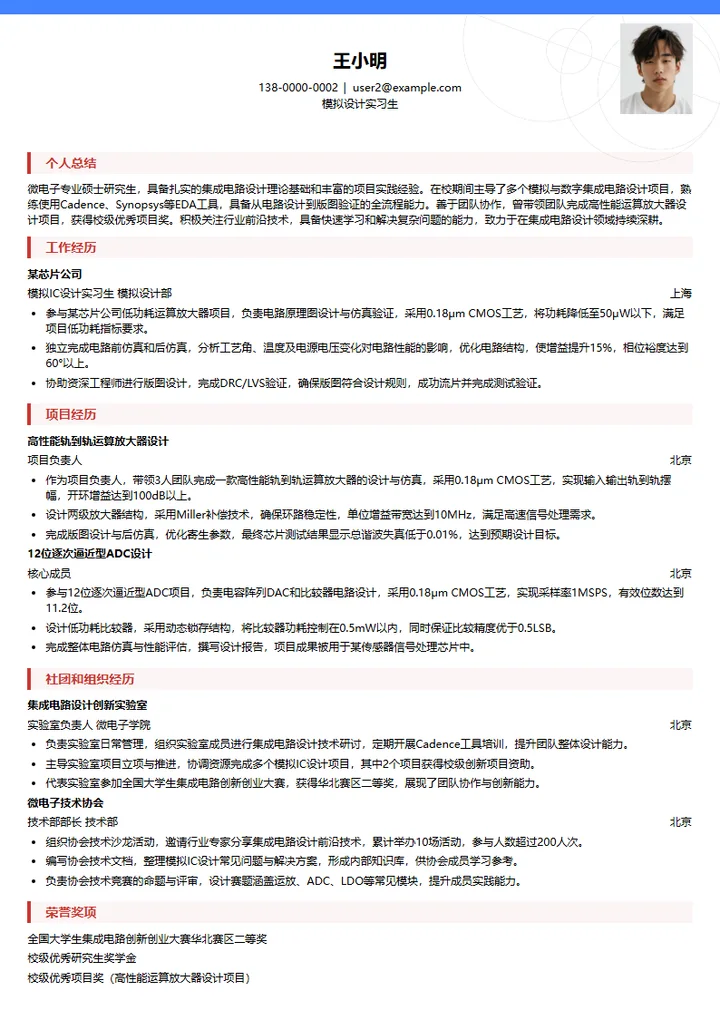 王小明
138-0000-0002 | user2@example.com
模拟设计实习生
个人总结
微电子专业硕士研究生，具备扎实的集成电路设计理论基础和丰富的项目实践经验。在校期间主导了多个模拟与数字集成电路设计项目，熟
练使用Cadence、Synopsys等EDA工具，具备从电路设计到版图验证的全流程能力。善于团队协作，曾带领团队完成高性能运算放大器设
计项目，获得校级优秀项目奖。积极关注行业前沿技术，具备快速学习和解决复杂问题的能力，致力于在集成电路设计领域持续深耕。
工作经历
某芯片公司
模拟IC设计实习生 模拟设计部 上海
• 参与某芯片公司低功耗运算放大器项目，负责电路原理图设计与仿真验证，采用0.18μm CMOS工艺，将功耗降低至50μW以下，满足
项目低功耗指标要求。
• 独立完成电路前仿真和后仿真，分析工艺角、温度及电源电压变化对电路性能的影响，优化电路结构，使增益提升15%，相位裕度达到
60°以上。
• 协助资深工程师进行版图设计，完成DRC/LVS验证，确保版图符合设计规则，成功流片并完成测试验证。
项目经历
高性能轨到轨运算放大器设计
项目负责人 北京
• 作为项目负责人，带领3人团队完成一款高性能轨到轨运算放大器的设计与仿真，采用0.18μm CMOS工艺，实现输入输出轨到轨摆
幅，开环增益达到100dB以上。
• 设计两级放大器结构，采用Miller补偿技术，确保环路稳定性，单位增益带宽达到10MHz，满足高速信号处理需求。
• 完成版图设计与后仿真，优化寄生参数，最终芯片测试结果显示总谐波失真低于0.01%，达到预期设计目标。
12位逐次逼近型ADC设计
核心成员 北京
• 参与12位逐次逼近型ADC项目，负责电容阵列DAC和比较器电路设计，采用0.18μm CMOS工艺，实现采样率1MSPS，有效位数达到
11.2位。
• 设计低功耗比较器，采用动态锁存结构，将比较器功耗控制在0.5mW以内，同时保证比较精度优于0.5LSB。
• 完成整体电路仿真与性能评估，撰写设计报告，项目成果被用于某传感器信号处理芯片中。
社团和组织经历
集成电路设计创新实验室
实验室负责人 微电子学院 北京
• 负责实验室日常管理，组织实验室成员进行集成电路设计技术研讨，定期开展Cadence工具培训，提升团队整体设计能力。
• 主导实验室项目立项与推进，协调资源完成多个模拟IC设计项目，其中2个项目获得校级创新项目资助。
• 代表实验室参加全国大学生集成电路创新创业大赛，获得华北赛区二等奖，展现了团队协作与创新能力。
微电子技术协会
技术部部长 技术部 北京
• 组织协会技术沙龙活动，邀请行业专家分享集成电路设计前沿技术，累计举办10场活动，参与人数超过200人次。
• 编写协会技术文档，整理模拟IC设计常见问题与解决方案，形成内部知识库，供协会成员学习参考。
• 负责协会技术竞赛的命题与评审，设计赛题涵盖运放、ADC、LDO等常见模块，提升成员实践能力。
荣誉奖项
全国大学生集成电路创新创业大赛华北赛区二等奖
校级优秀研究生奖学金
校级优秀项目奖（高性能运算放大器设计项目）